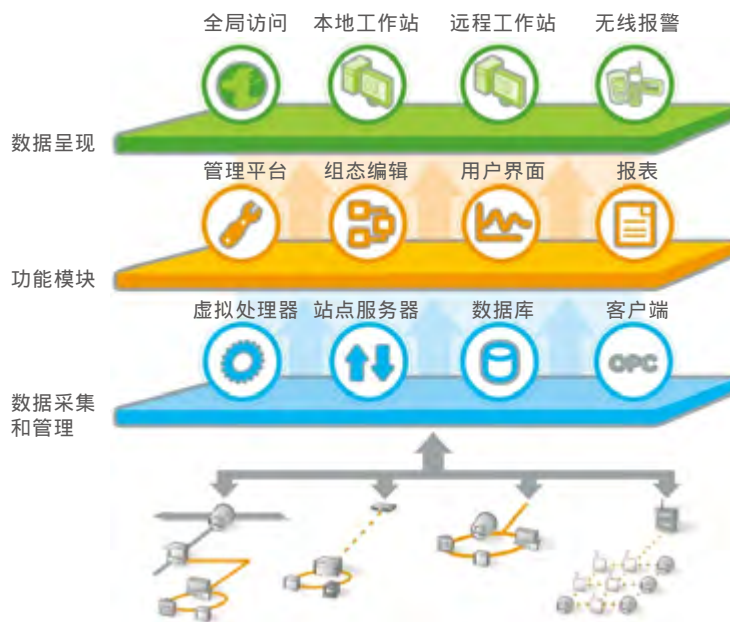 全局访问 本地工作站 远程工作站 无线报警
数据呈现
管理平台 组态编辑 用户界面 报表
功能模块
虚拟处理器 站点服务器 数据库 客户端
OPC
数据采集
和管理